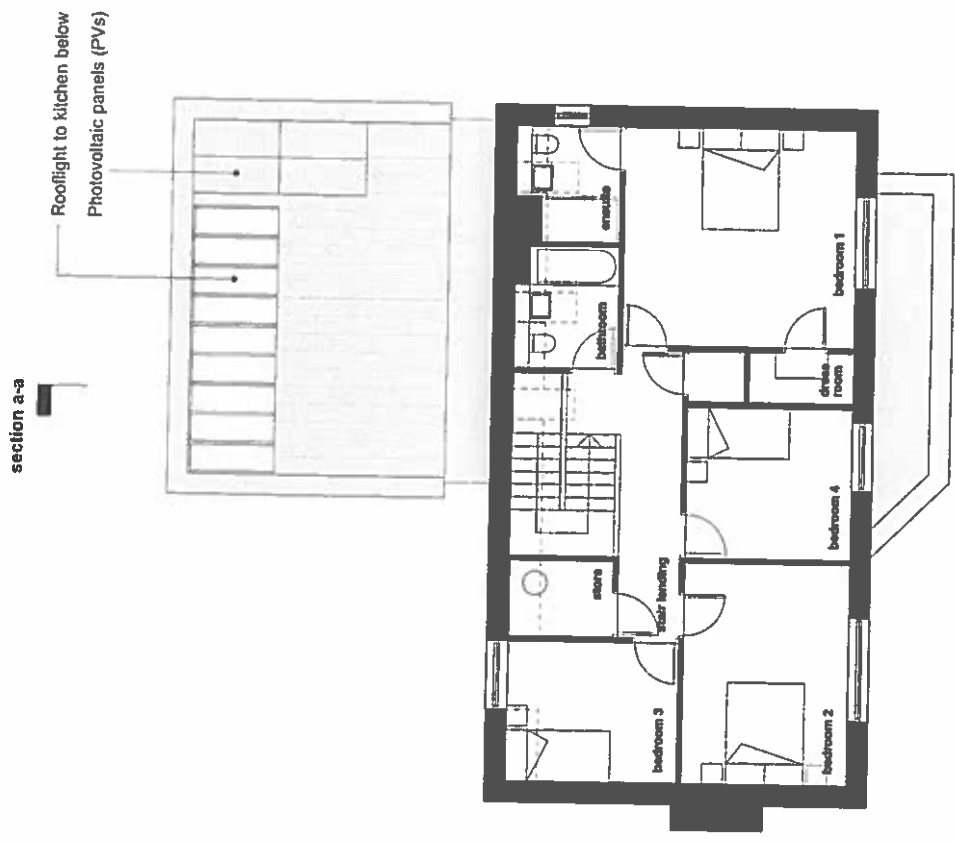 section a-a
Rooflight to kitchen below
Photovoltaic panels (PVs)
ensuite
bathroom
bedroom 1
dress
room
bedroom 4
store
stair landing
bedroom 3
bedroom 2